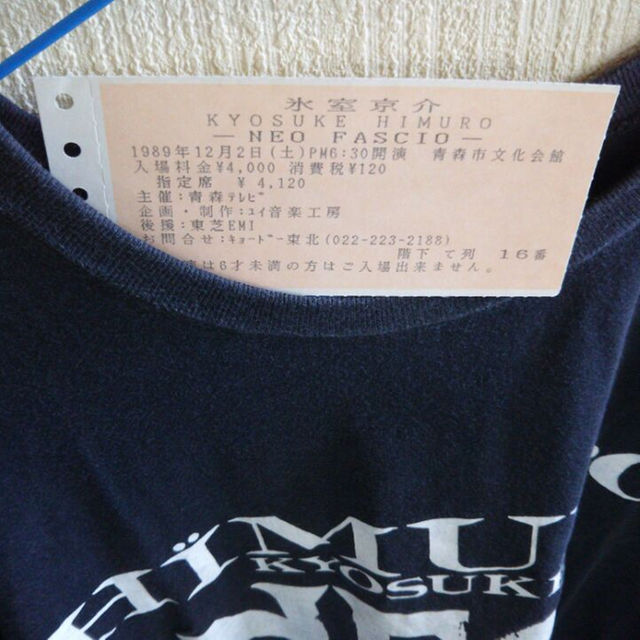 氷室京介
KYOSUKE HIMURO
— NEO FASCIO —
1989年12月2日(土)PM6:30開演 青森市文化会館
入場料金¥4,000 消費税¥120
指定席 ¥ 4,120
主催:青森テレビ
企画・制作:ユイ音楽工房
後援:東芝EMI
お問合せ:キョードー東北(022-223-2188)
階下 て列 16番
は6才未満の方はご入場出来ません。
HIMU
KYOSUK